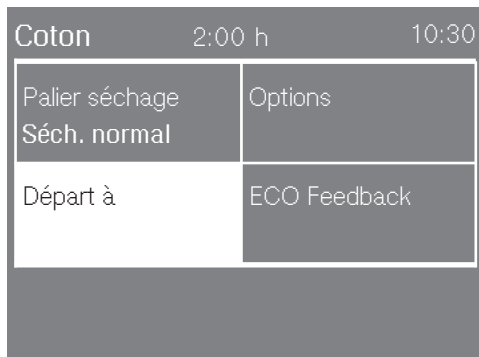 Coton 2:00 h 10:30
Palier séchage Options
Séch. normal
Départ à ECO Feedback